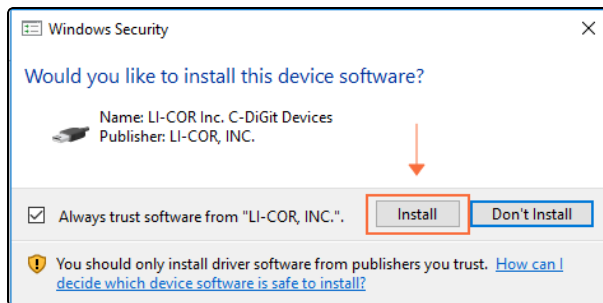 Windows Security
Would you like to install this device software?
Name: LI-COR Inc. C-DiGit Devices
Publisher: LI-COR, INC.
Always trust software from "LI-COR, INC.".
Install
Don't Install
You should only install driver software from publishers you trust. How can I
decide which device software is safe to install?